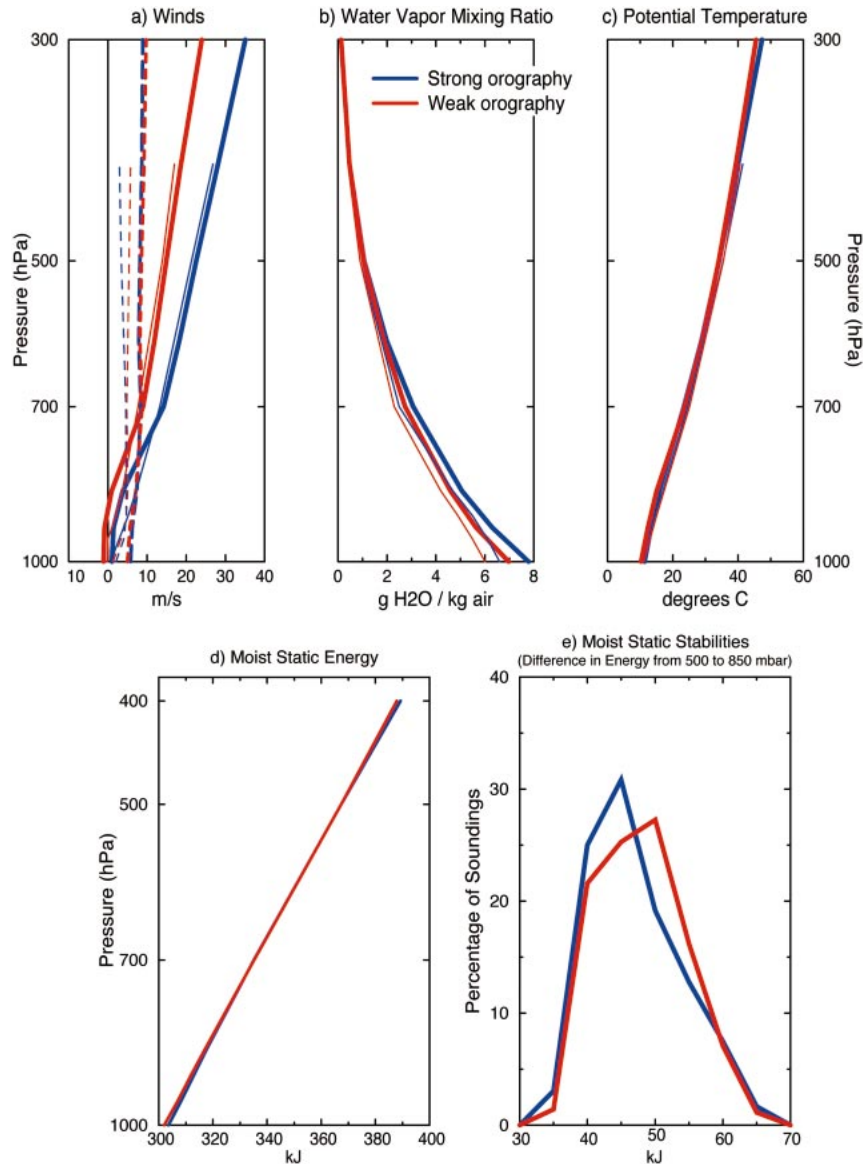 a) Winds
b) Water Vapor Mixing Ratio
c) Potential Temperature
300
500
700
1000
Pressure (hPa)
10 0 10 20 30 40
m/s
Strong orography
Weak orography
0 2 4 6 8
g H2O / kg air
300
500
700
1000
Pressure (hPa)
0 20 40 60
degrees C
d) Moist Static Energy
400
500
700
1000
Pressure (hPa)
300 320 340 360 380 400
kJ
e) Moist Static Stabilities
(Difference in Energy from 500 to 850 mbar)
40
30
20
10
0
Percentage of Soundings
30 40 50 60 70
kJ